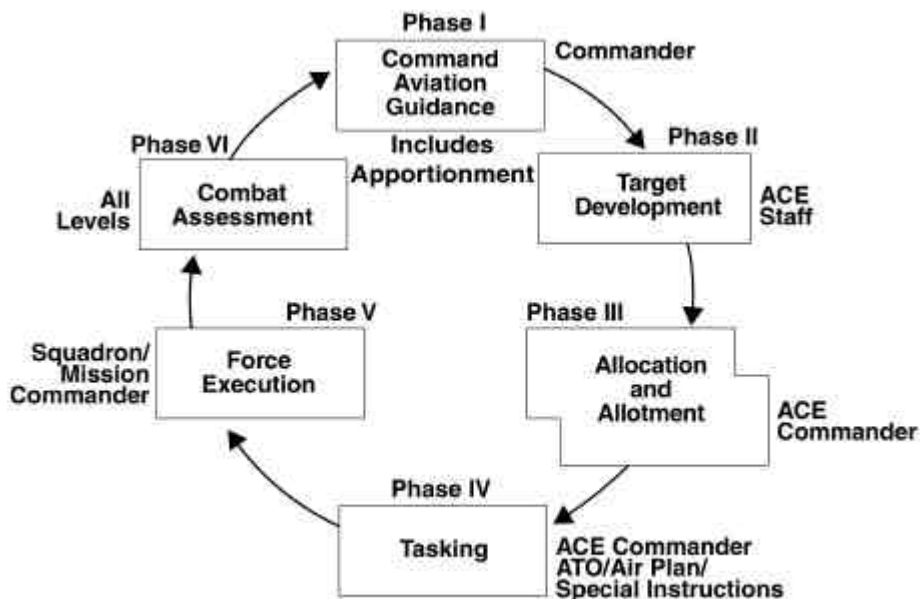 Phase I
Command
Aviation
Guidance
Commander
Includes
Apportionment
Phase II
Target
Development
ACE
Staff
Phase III
Allocation
and
Allotment
ACE
Commander
Phase IV
Tasking
ACE Commander
ATO/Air Plan/
Special Instructions
Phase V
Force
Execution
Squadron/
Mission
Commander
Phase VI
Combat
Assessment
All
Levels